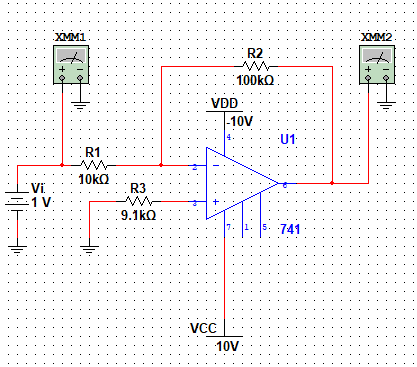 XMM1
XMM2
R2
100kΩ
VDD
-10V
U1
4
R1
10kΩ
2
6
Vi
1 V
R3
9.1kΩ
3
7
1
5
741
VCC
10V